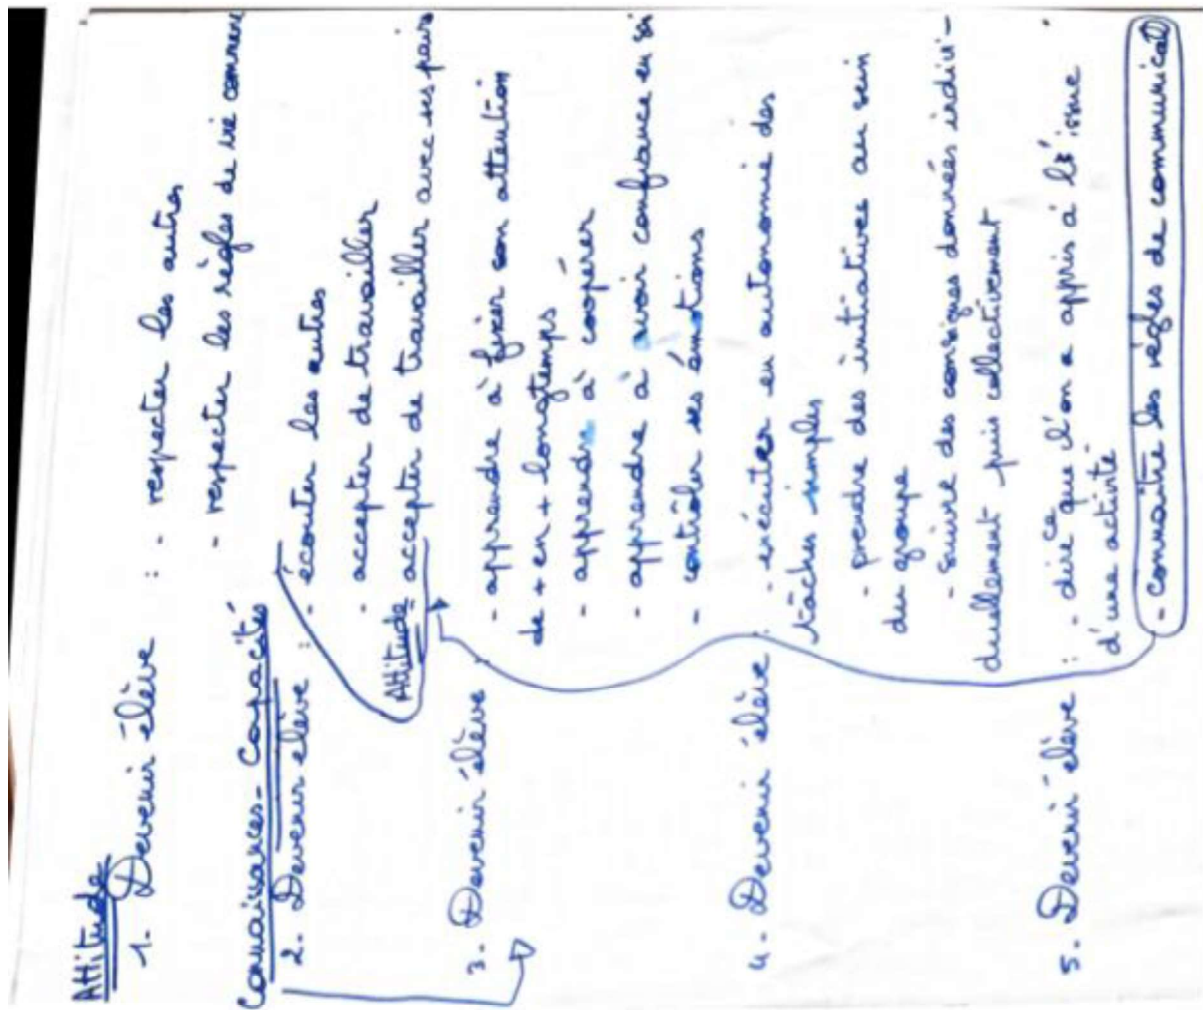 Attitude
1. Devenir élève : - respecter les autres
- respecter les règles de vie commune
Connaissances - Capacités
2. Devenir elève : - écouter les autres
- accepter de travailler
Attitude - accepter de travailler avec ses pairs
3. Devenir élève : - apprendre à fixer son attention
de + en + longtemps
- apprendre à coopérer
- apprendre à avoir confiance en soi
- contrôler ses émotions
4. Devenir élève : - exécuter en autonomie des
tâches simples
- prendre des initiatives au sein
du groupe
- suivre des consignes données indivi-
duellement puis collectivement
5. Devenir élève : - dire ce que l'on a appris à l'issue
d'une activité
- connaître les règles de communicat°